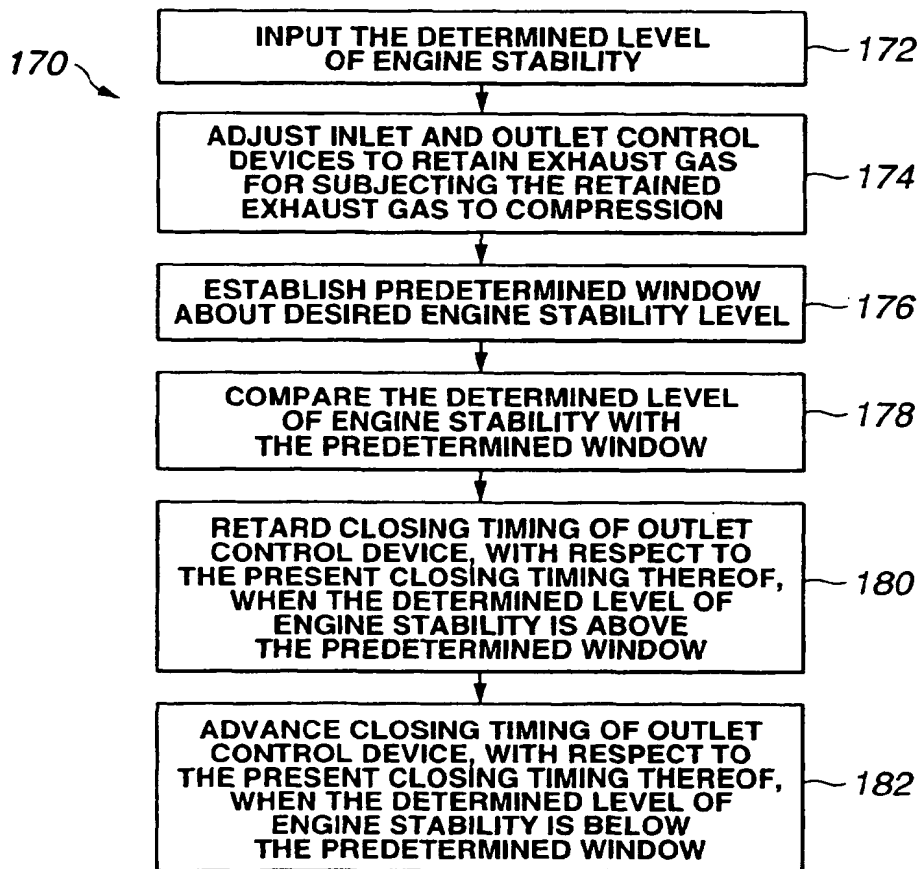 170
INPUT THE DETERMINED LEVEL
OF ENGINE STABILITY
172
ADJUST INLET AND OUTLET CONTROL
DEVICES TO RETAIN EXHAUST GAS
FOR SUBJECTING THE RETAINED
EXHAUST GAS TO COMPRESSION
174
ESTABLISH PREDETERMINED WINDOW
ABOUT DESIRED ENGINE STABILITY LEVEL
176
COMPARE THE DETERMINED LEVEL
OF ENGINE STABILITY WITH
THE PREDETERMINED WINDOW
178
RETARD CLOSING TIMING OF OUTLET
CONTROL DEVICE, WITH RESPECT TO
THE PRESENT CLOSING TIMING THEREOF,
WHEN THE DETERMINED LEVEL OF
ENGINE STABILITY IS ABOVE
THE PREDETERMINED WINDOW
180
ADVANCE CLOSING TIMING OF OUTLET
CONTROL DEVICE, WITH RESPECT TO
THE PRESENT CLOSING TIMING THEREOF,
WHEN THE DETERMINED LEVEL OF
ENGINE STABILITY IS BELOW
THE PREDETERMINED WINDOW
182